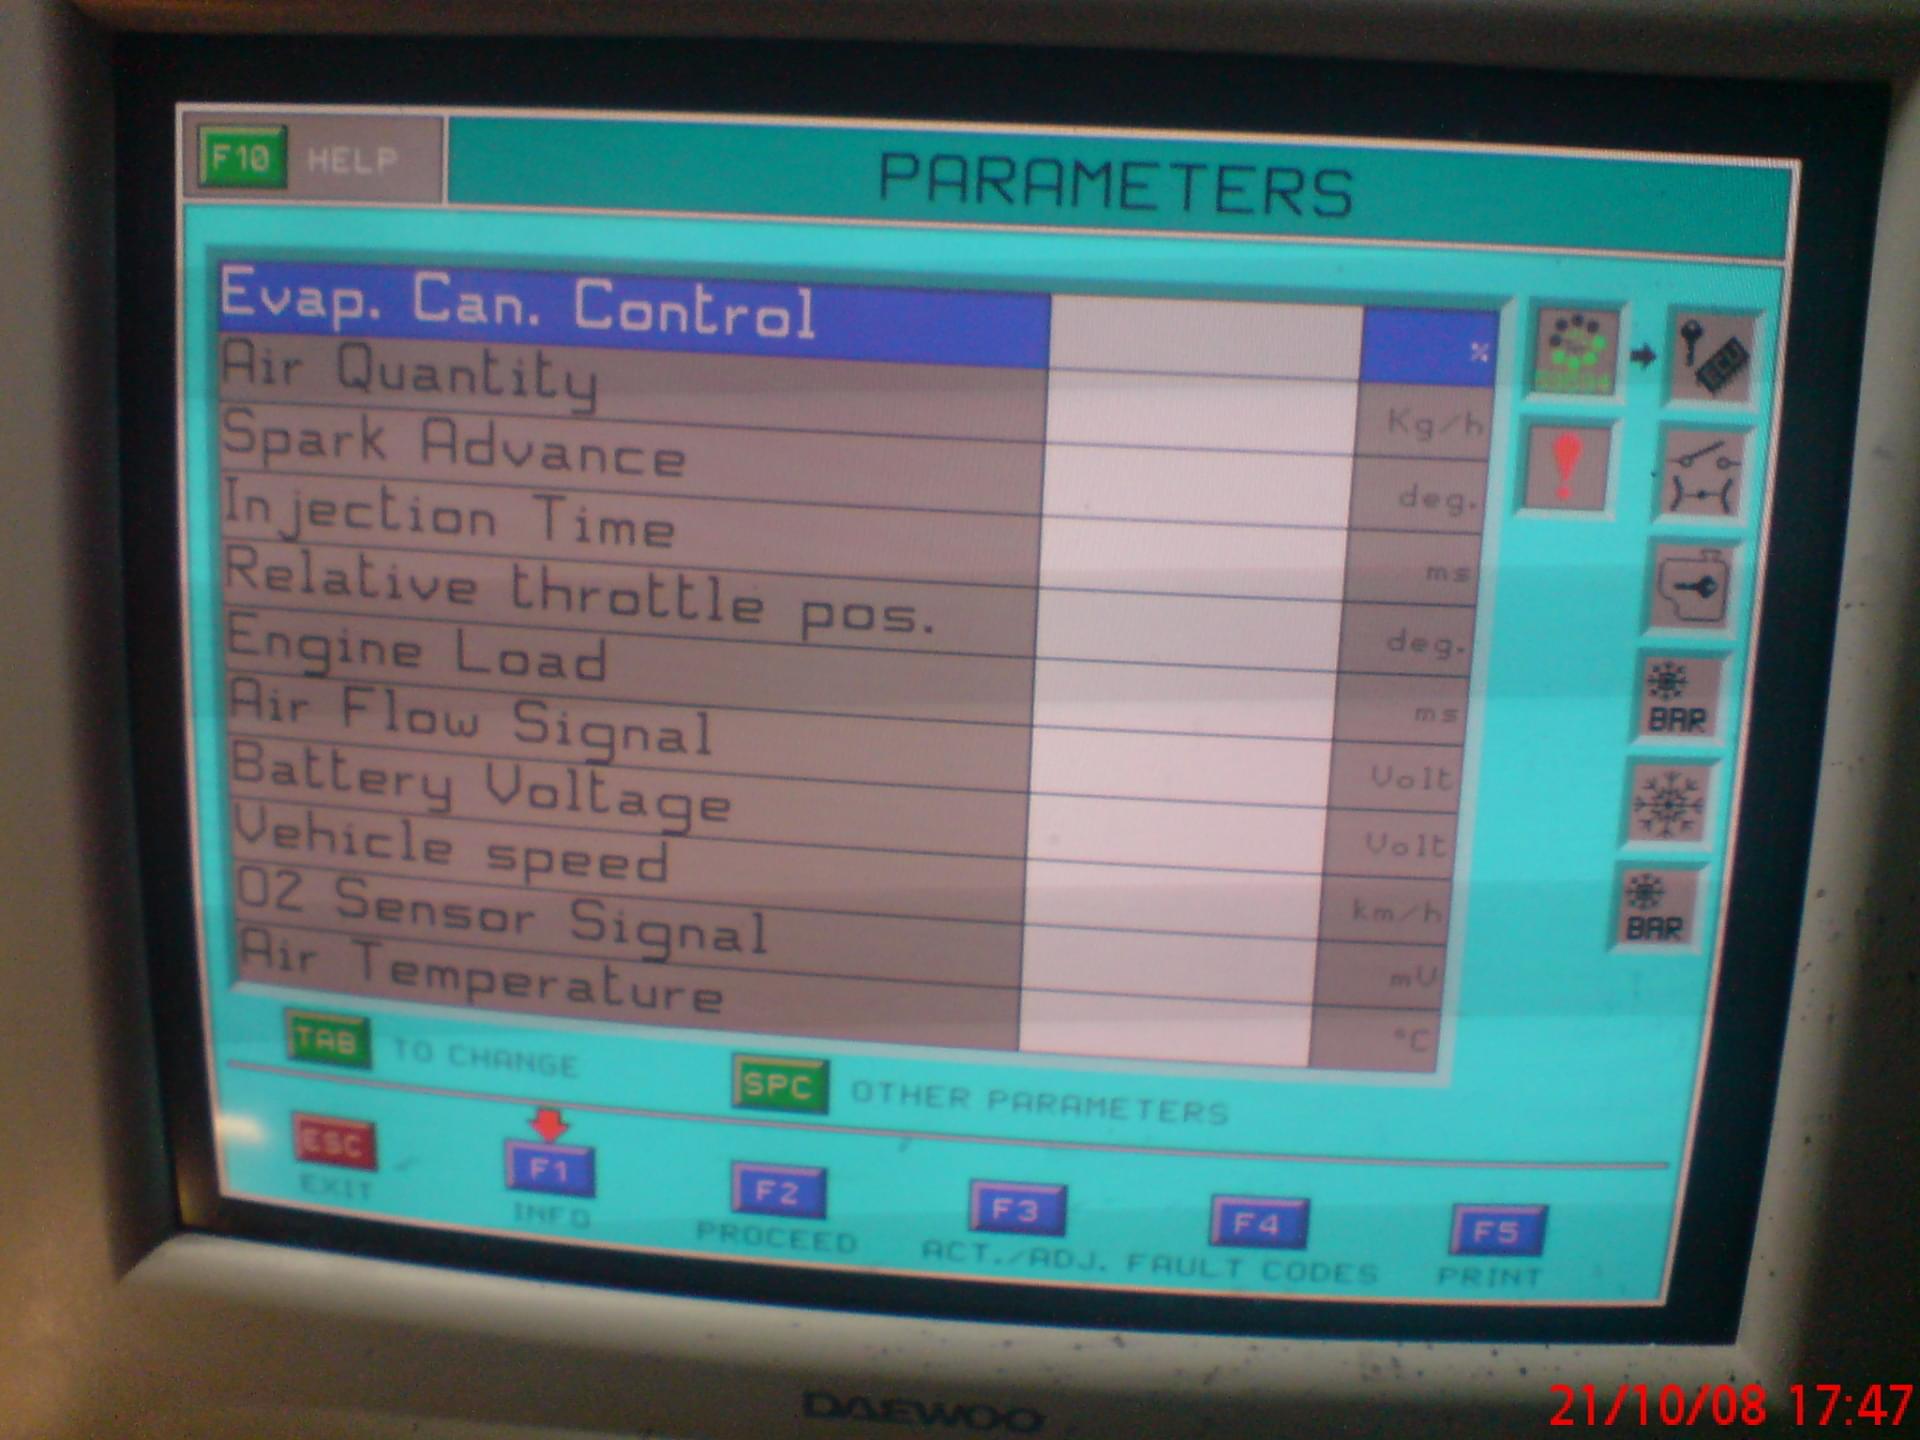 F10 HELP
PARAMETERS
Evap. Can. Control %
Air Quantity Kg/h
Spark Advance deg.
Injection Time ms
Relative throttle pos. deg.
Engine Load ms
Air Flow Signal Volt
Battery Voltage Volt
Vehicle speed km/h
O2 Sensor Signal mV
Air Temperature °C
ECU
BAR
BAR
TAB TO CHANGE
SPC OTHER PARAMETERS
ESC F1 F2 F3 F4 F5
EXIT INFO PROCEED ACT./ADJ. FAULT CODES PRINT
DAEWOO
21/10/08 17:47